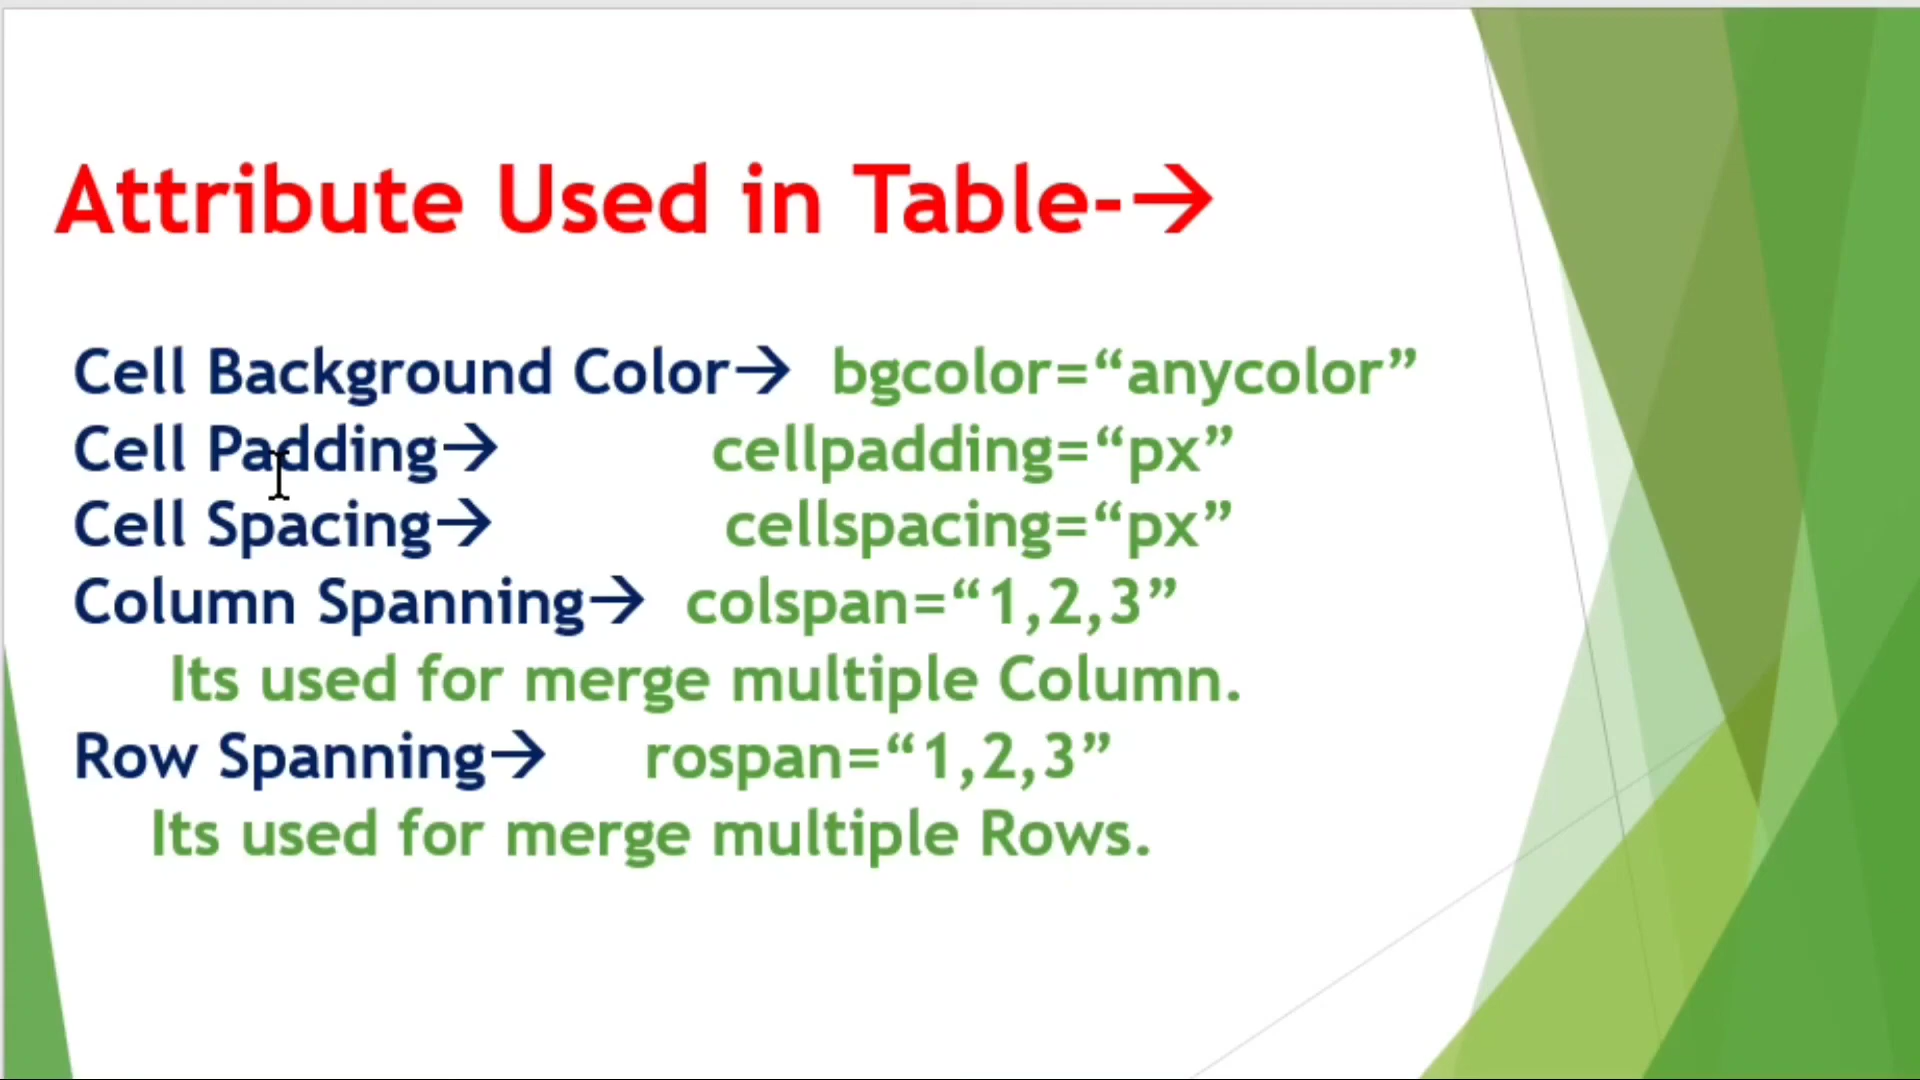 Attribute Used in Table-→
Cell Background Color→ bgcolor=“anycolor”
Cell Padding→ cellpadding=“px”
Cell Spacing→ cellspacing=“px”
Column Spanning→ colspan=“1,2,3”
Its used for merge multiple Column.
Row Spanning→ rospan=“1,2,3”
Its used for merge multiple Rows.